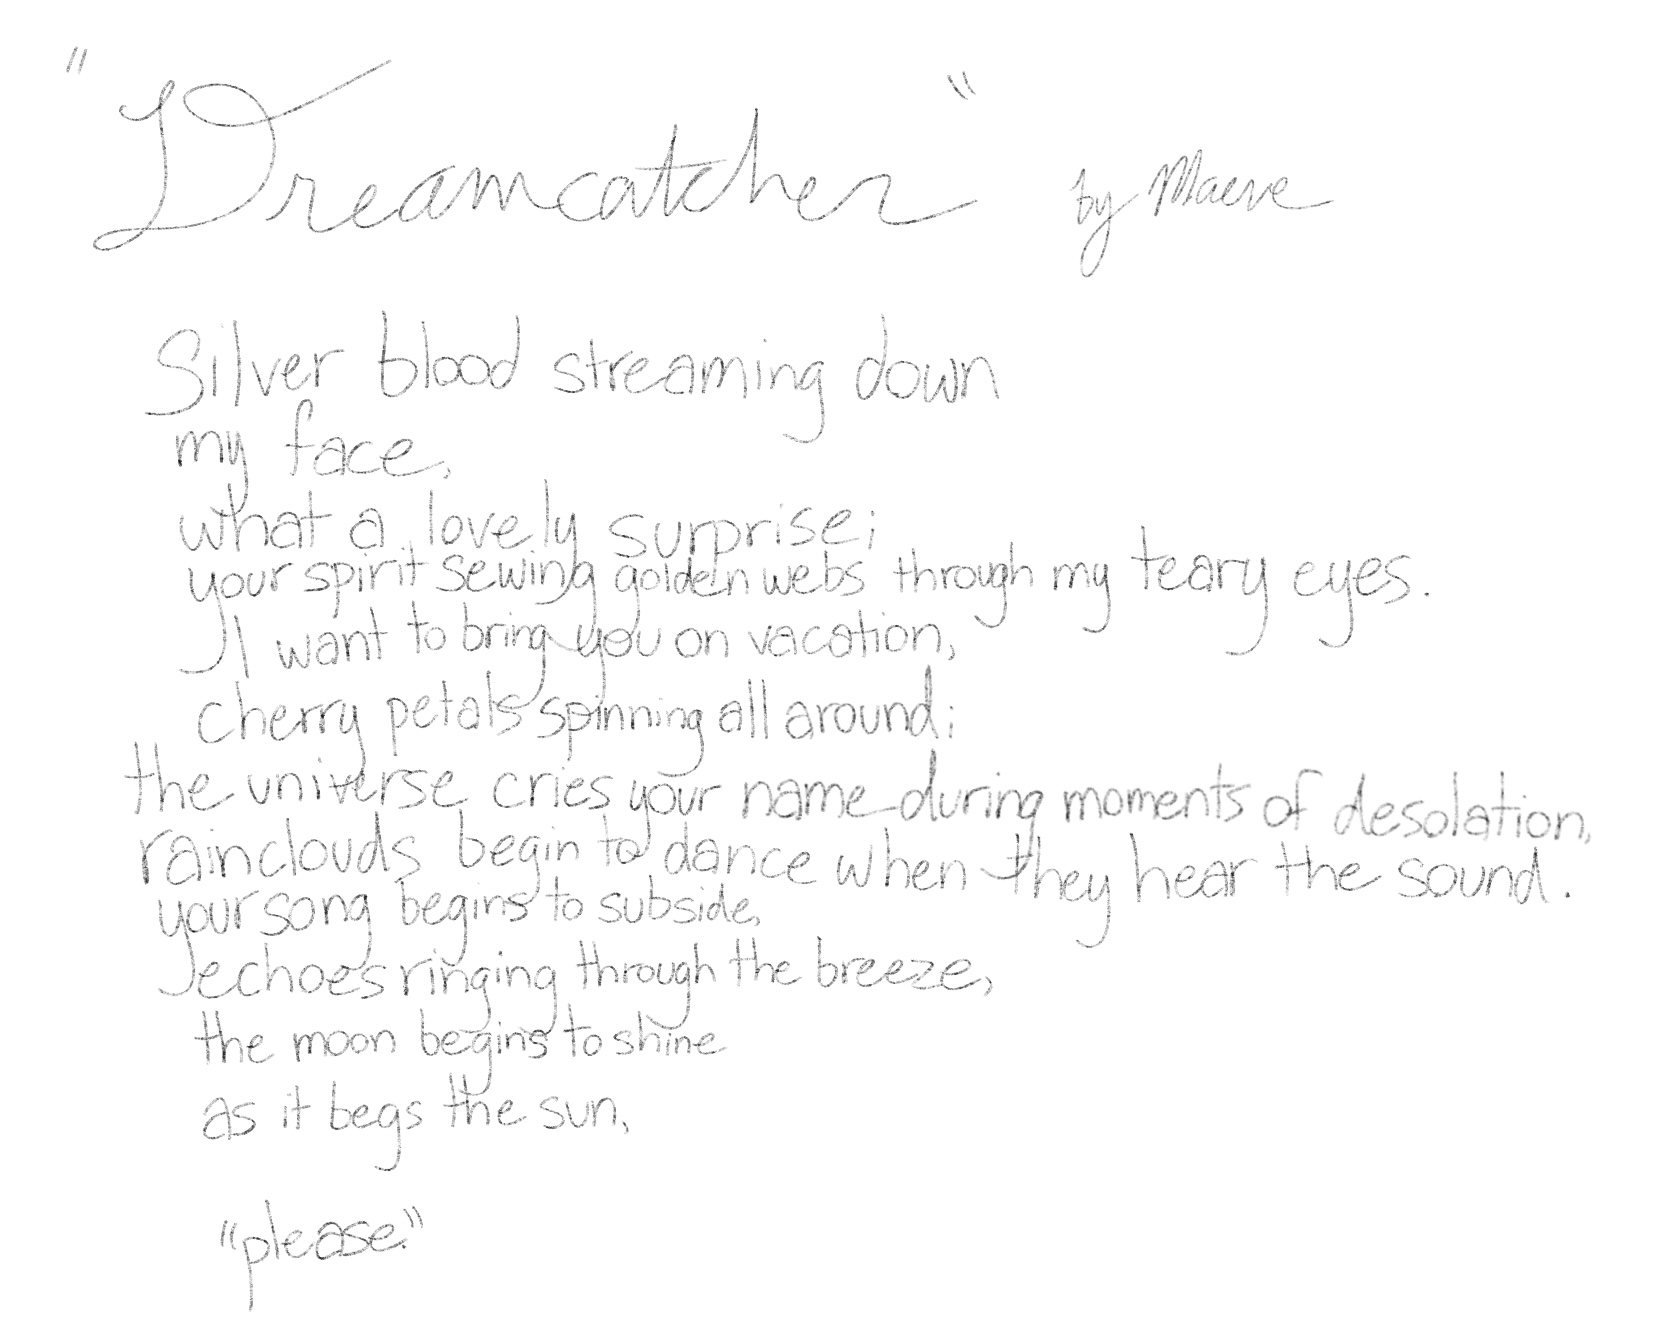 "Dreamcatcher" by Maeve
Silver blood streaming down
my face,
what a lovely surprise;
your spirit sewing golden webs through my teary eyes.
I want to bring you on vacation,
cherry petals spinning all around;
the universe cries your name during moments of desolation,
rainclouds begin to dance when they hear the sound.
your song begins to subside,
echoes ringing through the breeze,
the moon begins to shine
as it begs the sun,
"please."